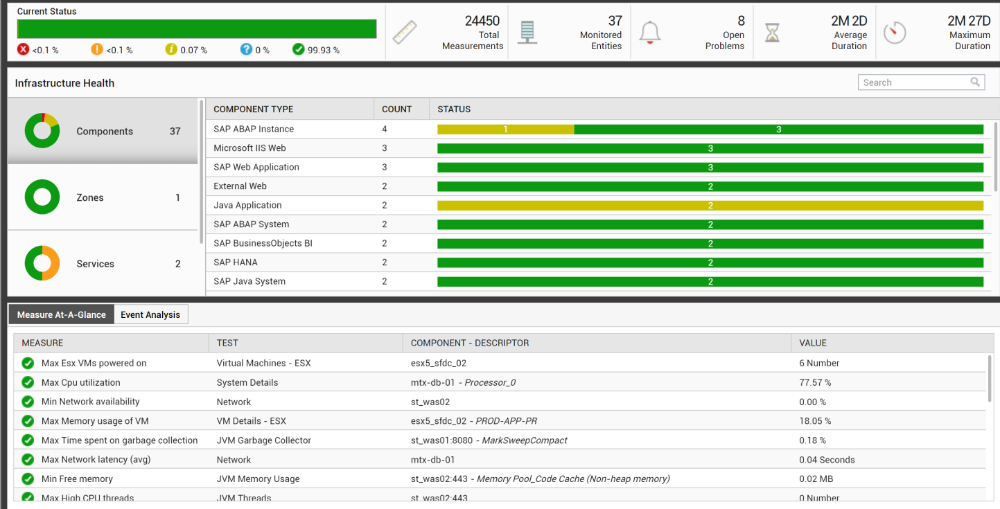 Current Status
<0.1 %
<0.1 %
0.07 %
0 %
99.93 %
24450
Total
Measurements
37
Monitored
Entities
8
Open
Problems
2M 2D
Average
Duration
2M 27D
Maximum
Duration
Infrastructure Health
Search
Components 37
Zones 1
Services 2
COMPONENT TYPE COUNT STATUS
SAP ABAP Instance 4 1 3
Microsoft IIS Web 3 3
SAP Web Application 3 3
External Web 2 2
Java Application 2 2
SAP ABAP System 2 2
SAP BusinessObjects BI 2 2
SAP HANA 2 2
SAP Java System 2 2
Measure At-A-Glance Event Analysis
MEASURE TEST COMPONENT - DESCRIPTOR VALUE
Max Esx VMs powered on Virtual Machines - ESX esx5_sfdc_02 6 Number
Max Cpu utilization System Details mtx-db-01 - Processor_0 77.57 %
Min Network availability Network st_was02 0.00 %
Max Memory usage of VM VM Details - ESX esx5_sfdc_02 - PROD-APP-PR 18.05 %
Max Time spent on garbage collection JVM Garbage Collector st_was01:8080 - MarkSweepCompact 0.18 %
Max Network latency (avg) Network mtx-db-01 0.04 Seconds
Min Free memory JVM Memory Usage st_was02:443 - Memory Pool_Code Cache (Non-heap memory) 0.02 MB
Max High CPU threads JVM Threads st_was02:443 0 Number